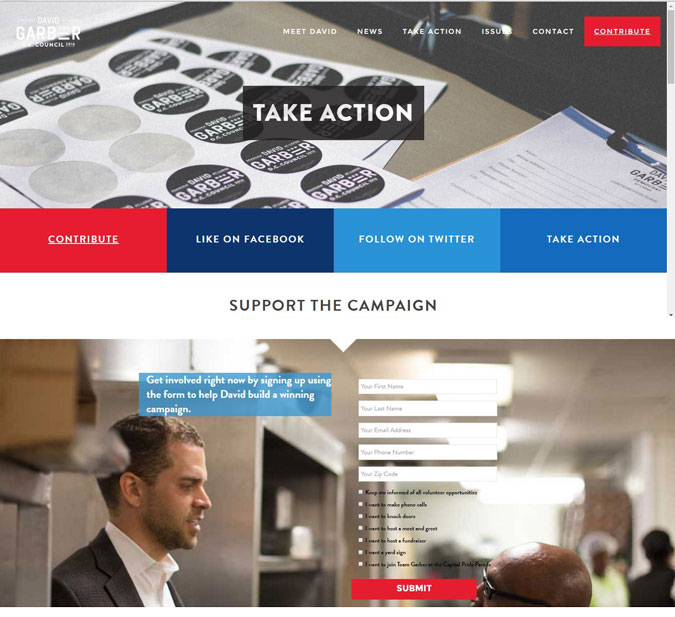 DAVID
GARBER
D.C. COUNCIL
MEET DAVID
NEWS
TAKE ACTION
ISSUES
CONTACT
CONTRIBUTE
TAKE ACTION
DAVID
GARBER
D.C. COUNCIL
CONTRIBUTE
LIKE ON FACEBOOK
FOLLOW ON TWITTER
TAKE ACTION
SUPPORT THE CAMPAIGN
Get involved right now by signing up using
the form to help David build a winning
campaign.
Your First Name
Your Last Name
Your Email Address
Your Phone Number
Your Zip Code
Keep me informed of all volunteer opportunities
I want to make phone calls
I want to knock doors
I want to host a meet and greet
I want to host a fundraiser
I want a yard sign
I want to join Team Garber at the Capital Pride Parade
SUBMIT